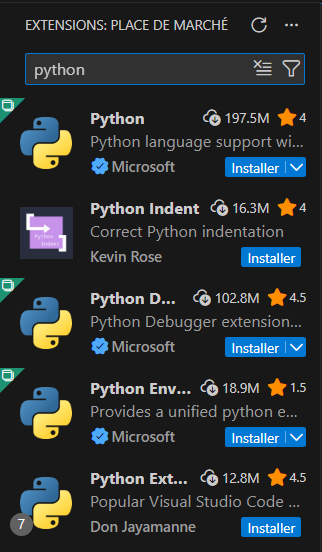 EXTENSIONS: PLACE DE MARCHÉ
python
Python 197.5M 4
Python language support wi...
Microsoft Installer
Python Indent 16.3M 4
Correct Python indentation
Kevin Rose Installer
Python D... 102.8M 4.5
Python Debugger extension...
Microsoft Installer
Python Env... 18.9M 1.5
Provides a unified python e...
Microsoft Installer
Python Ext... 12.8M 4.5
Popular Visual Studio Code ...
7 Don Jayamanne Installer